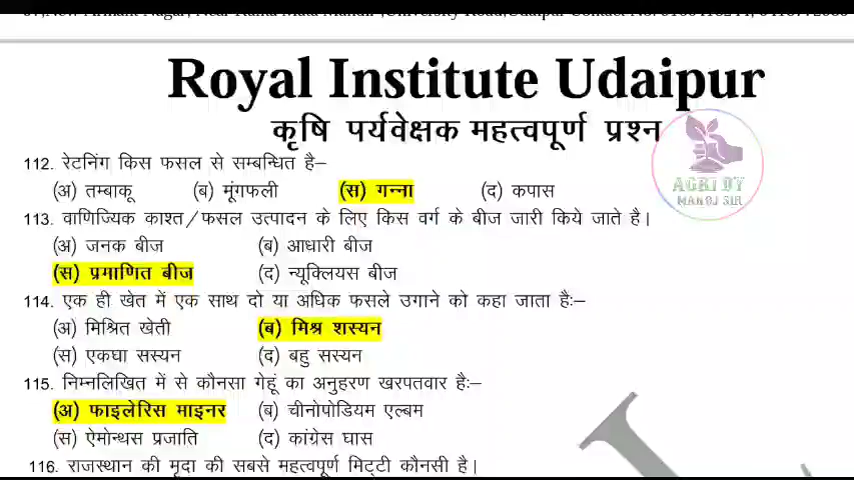 Royal Institute Udaipur
कृषि पर्यवेक्षक महत्वपूर्ण प्रश्न
AGRI BY
MANOJ SIR
112. रेटनिंग किस फसल से सम्बन्धित है–
(अ) तम्बाकू (ब) मूंगफली (स) गन्ना (द) कपास
113. वाणिज्यिक काश्त/फसल उत्पादन के लिए किस वर्ग के बीज जारी किये जाते है।
(अ) जनक बीज (ब) आधारी बीज
(स) प्रमाणित बीज (द) न्यूक्लियस बीज
114. एक ही खेत में एक साथ दो या अधिक फसले उगाने को कहा जाता है:–
(अ) मिश्रित खेती (ब) मिश्र शस्यन
(स) एकघा सस्यन (द) बहु सस्यन
115. निम्नलिखित में से कौनसा गेहूं का अनुहरण खरपतवार है:–
(अ) फाइलेरिस माइनर (ब) चीनोपोडियम एल्बम
(स) ऐमोन्थस प्रजाति (द) कांग्रेस घास
116. राजस्थान की मृदा की सबसे महत्वपूर्ण मिट्टी कौनसी है।